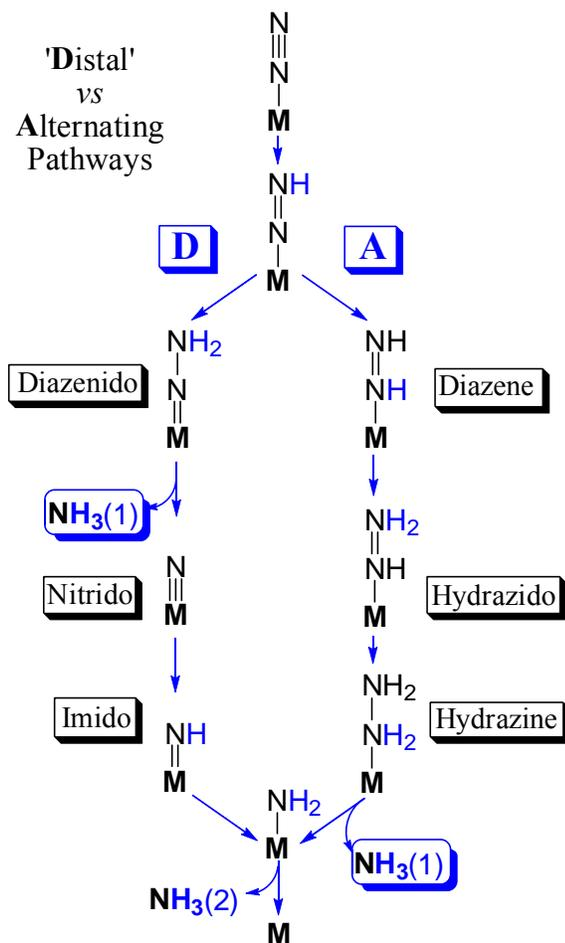 'Distal'
vs
Alternating
Pathways
N
N
M
NH
N
M
D
A
NH2
N
M
Diazenido
NH
NH
M
Diazene
NH3(1)
N
M
Nitrido
NH2
NH
M
Hydrazido
NH
M
Imido
NH2
NH2
M
Hydrazine
NH2
M
NH3(1)
NH3(2)
M